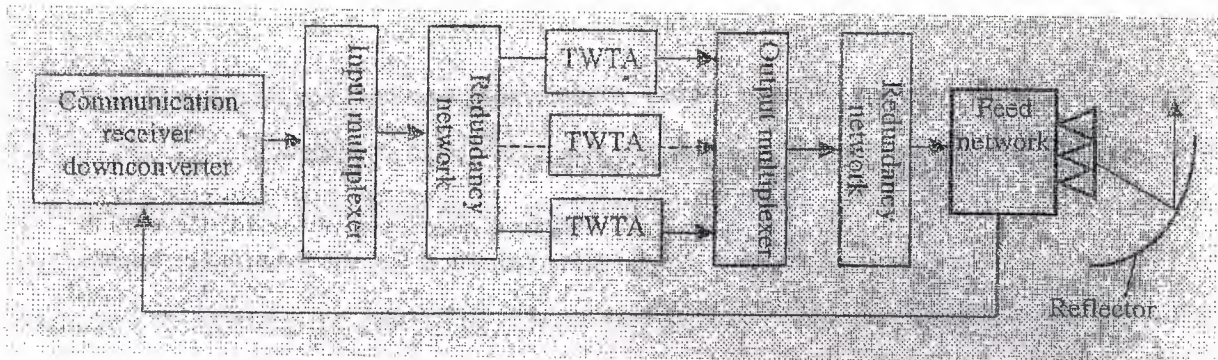 Communication
receiver
downconverter
Input multiplexer
Redundancy
network
TWTA
TWTA
TWTA
Output multiplexer
Redundancy
network
Feed
network
Reflector